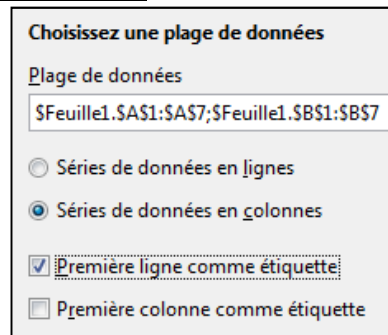 Choisissez une plage de données
Plage de données
$Feuille1.$A$1:$A$7;$Feuille1.$B$1:$B$7
Séries de données en lignes
Séries de données en colonnes
Première ligne comme étiquette
Première colonne comme étiquette